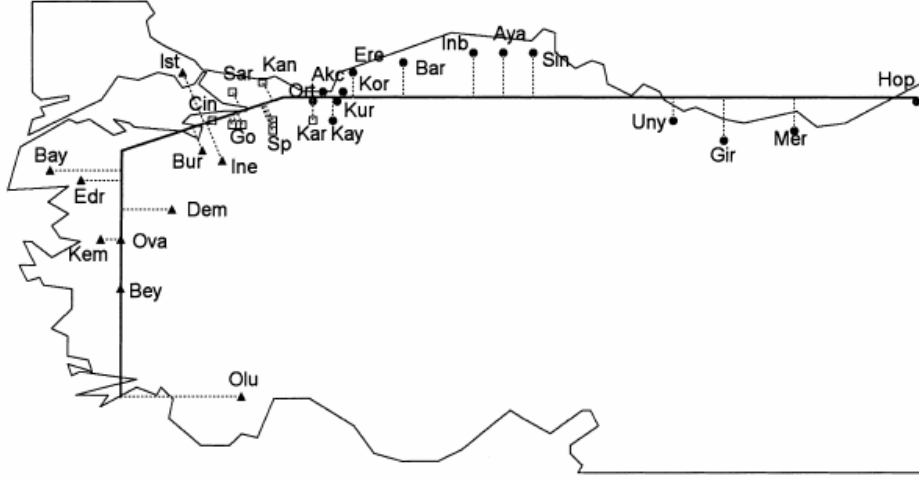 Ist
Sar
Kan
Akc
Ere
Kor
Bar
Inb
Aya
Sin
Hop
Cin
Ort
Kur
Go
Sp
Kar
Kay
Uny
Gir
Mer
Bay
Edr
Bur
Ine
Dem
Kem
Ova
Bey
Olu